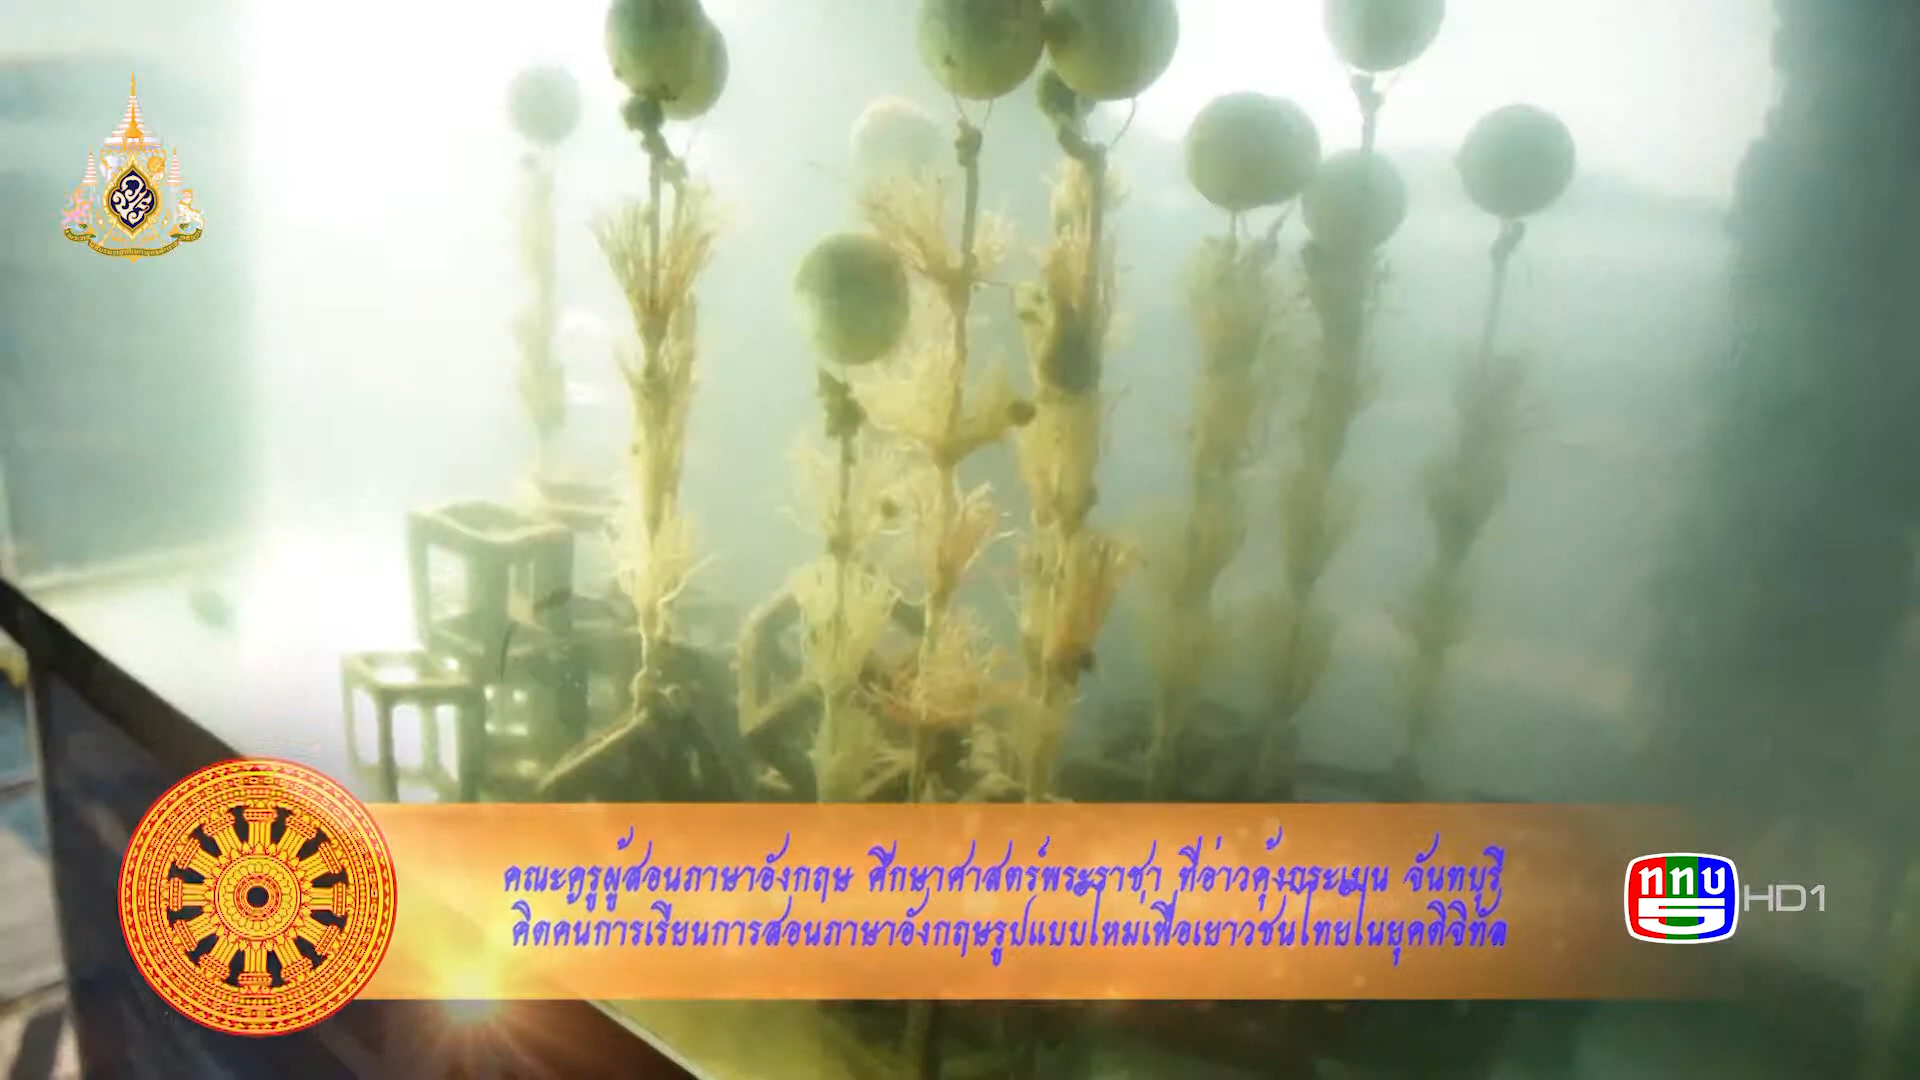 คณะครูผู้สอนภาษาอังกฤษ ศึกษาศาสตร์พระราชา ที่อ่าวคุ้งกระเบน จันทบุรี
คิดค้นการเรียนการสอนภาษาอังกฤษรูปแบบใหม่เพื่อเยาวชนไทยในยุคดิจิทัล
ททบ
5
HD1